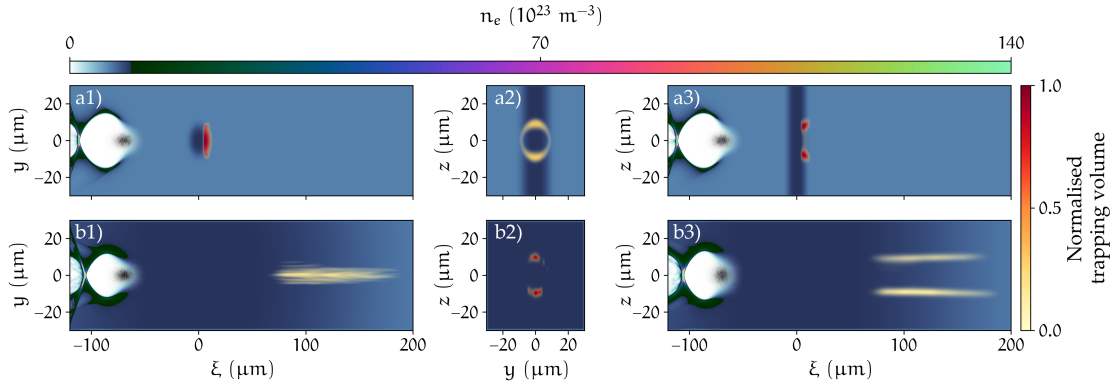 n_e (10^23 m^−3)
0 70 140
a1) a2) a3)
y (μm) 20 0 −20
z (μm) 20 0 −20
z (μm) 20 0 −20
b1) b2) b3)
y (μm) 20 0 −20
z (μm) 20 0 −20
z (μm) 20 0 −20
−100 0 100 200
ξ (μm)
−20 0 20
y (μm)
−100 0 100 200
ξ (μm)
1.0
0.5
0.0
Normalised
trapping volume